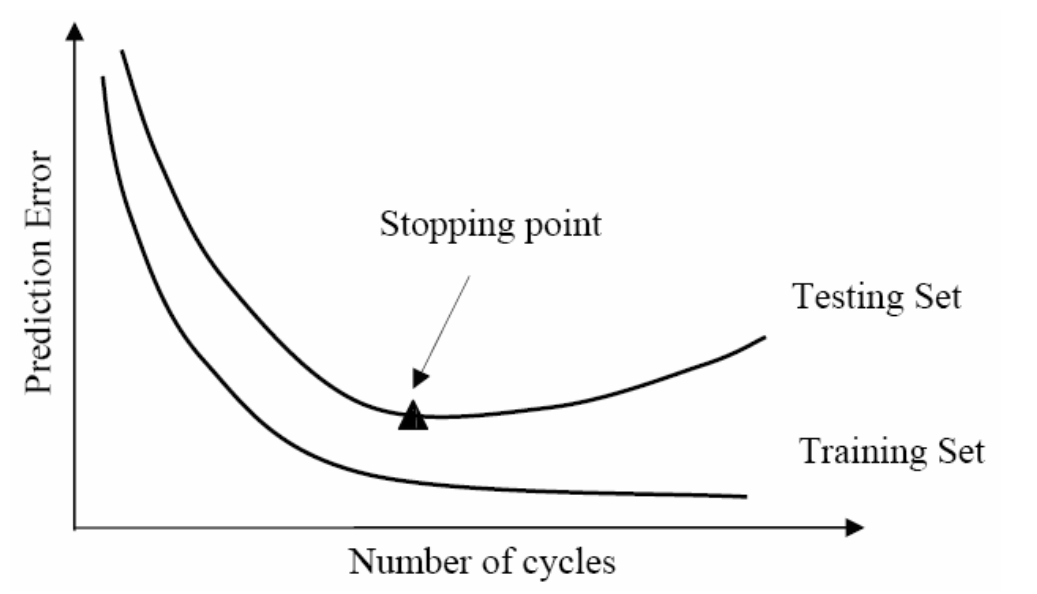 Prediction Error
Stopping point
Testing Set
Training Set
Number of cycles